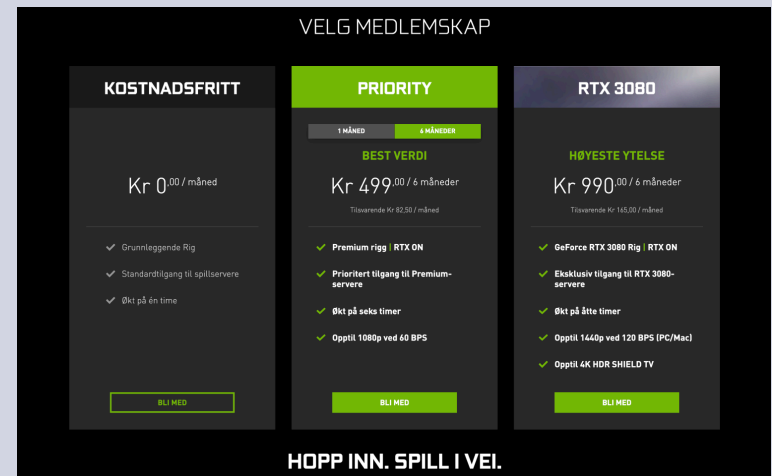 VELG MEDLEMSKAP
KOSTNADSFRITT
Kr 0,00 / måned
Grunnleggende Rig
Standardtilgang til spillservere
Økt på én time
BLI MED
PRIORITY
1 MÅNED
6 MÅNEDER
BEST VERDI
Kr 499,00 / 6 måneder
Tilsvarende Kr 82,50 / måned
Premium rigg | RTX ON
Prioritert tilgang til Premium-
servere
Økt på seks timer
Opptil 1080p ved 60 BPS
BLI MED
RTX 3080
HØYESTE YTELSE
Kr 990,00 / 6 måneder
Tilsvarende Kr 165,00 / måned
GeForce RTX 3080 Rig | RTX ON
Eksklusiv tilgang til RTX 3080-
servere
Økt på åtte timer
Opptil 1440p ved 120 BPS (PC/Mac)
Opptil 4K HDR SHIELD TV
BLI MED
HOPP INN. SPILL I VEI.